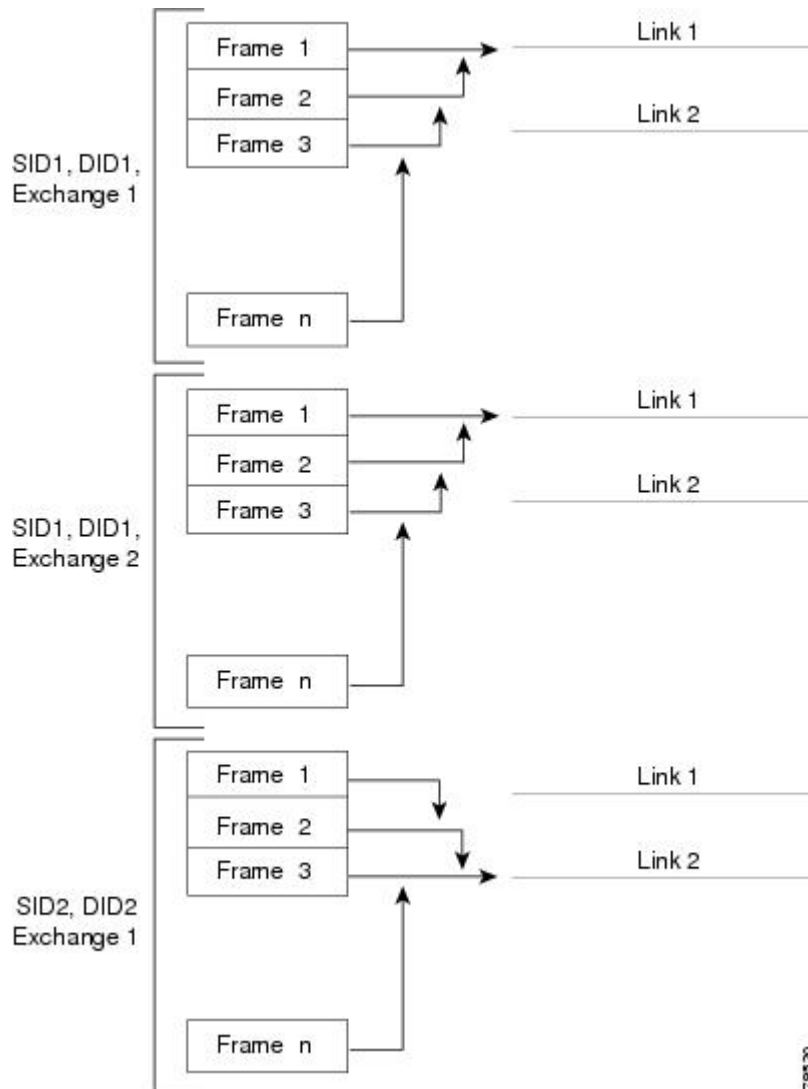 Frame 1
Link 1
Frame 2
Link 2
Frame 3
SID1, DID1,
Exchange 1
Frame n
Frame 1
Link 1
Frame 2
Link 2
Frame 3
SID1, DID1,
Exchange 2
Frame n
Frame 1
Link 1
Frame 2
Link 2
Frame 3
SID2, DID2
Exchange 1
Frame n